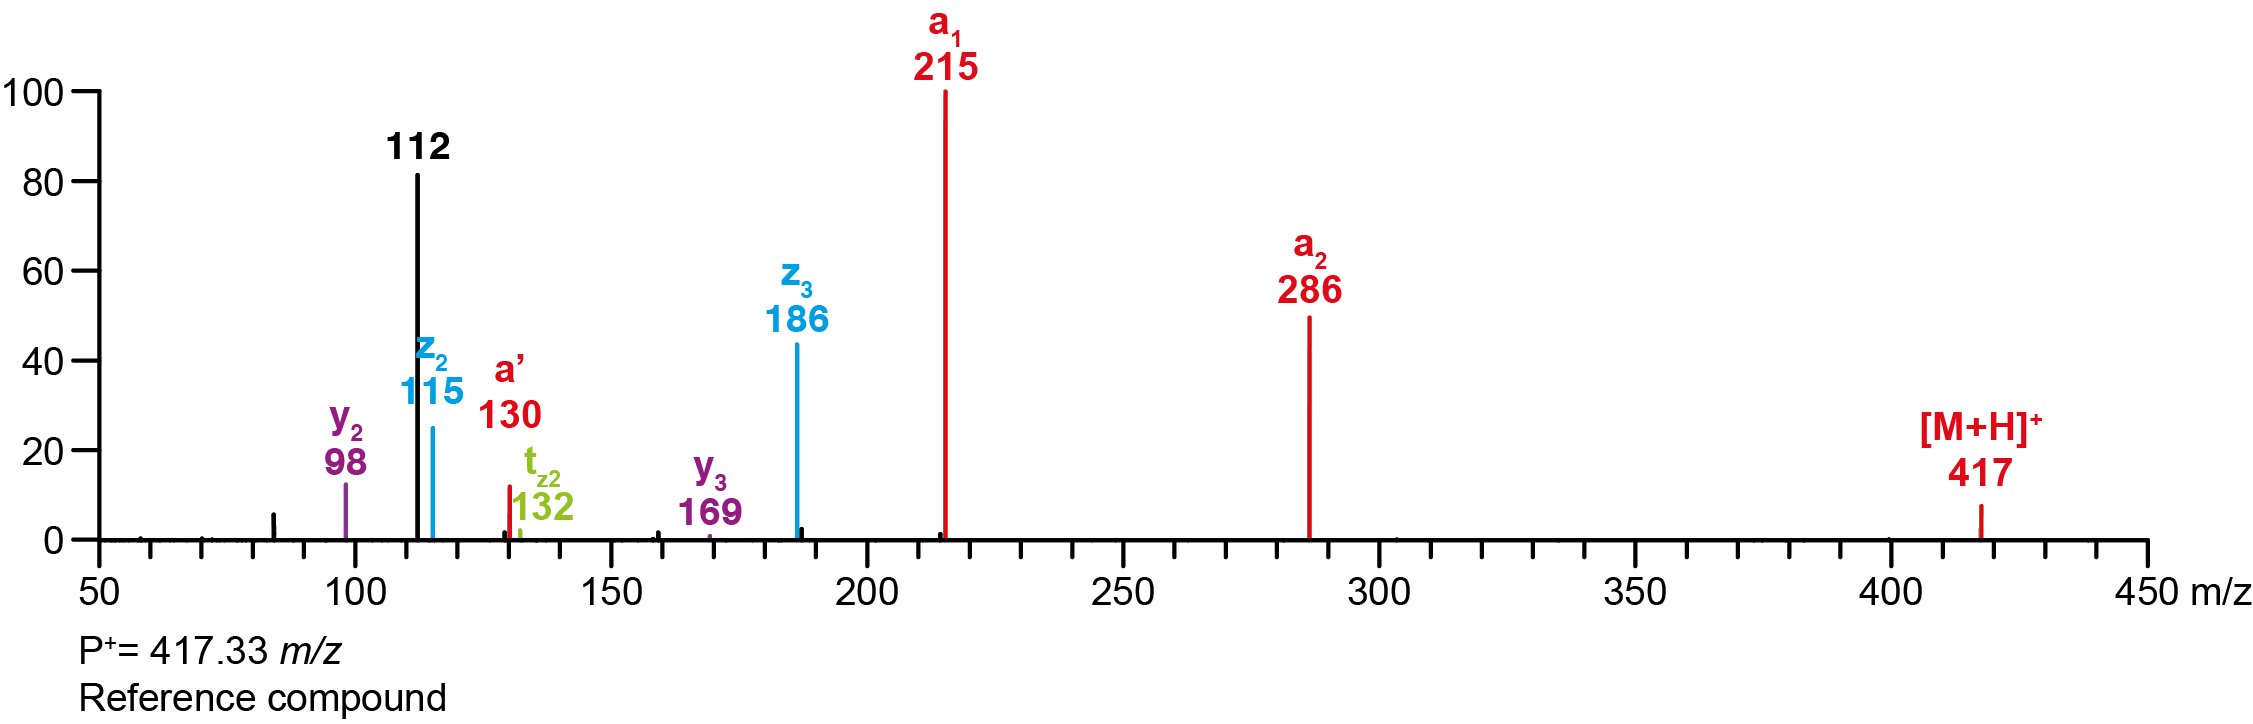 a1
215
100
112
80
a2
286
z3
186
60
z2
115
a’
130
40
y2
98
tz2
132
y3
169
[M+H]+
417
20
0
50 100 150 200 250 300 350 400 450 m/z
P+= 417.33 m/z
Reference compound